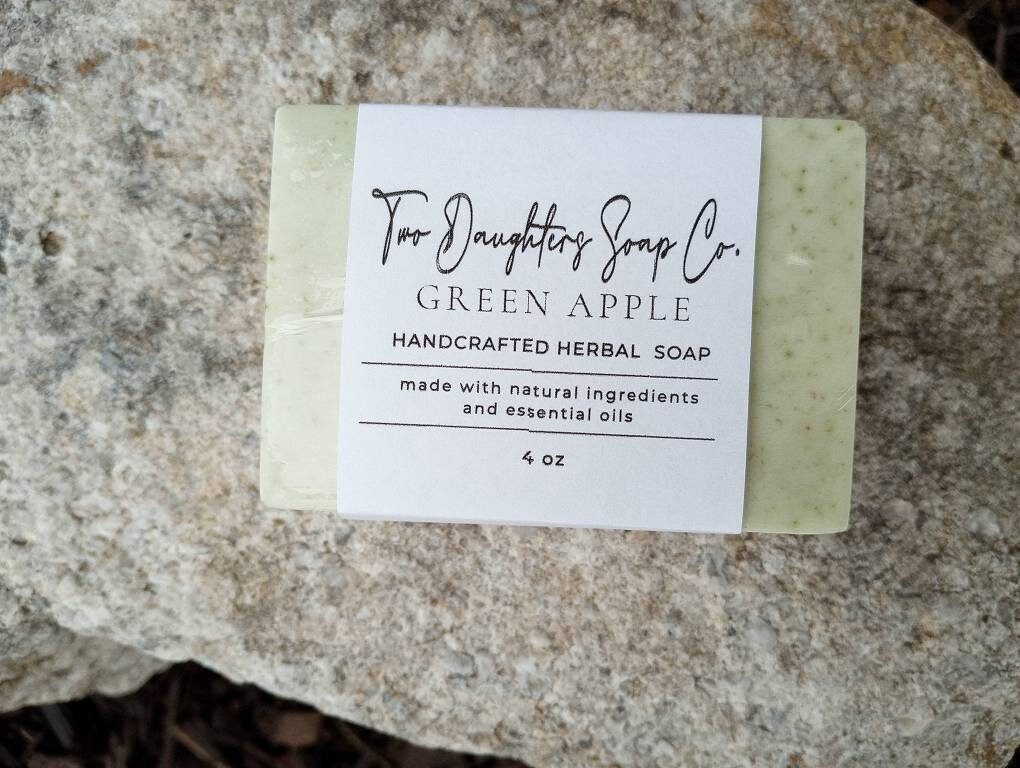 Two Daughters Soap Co.
GREEN APPLE
HANDCRAFTED HERBAL SOAP
made with natural ingredients
and essential oils
4 oz